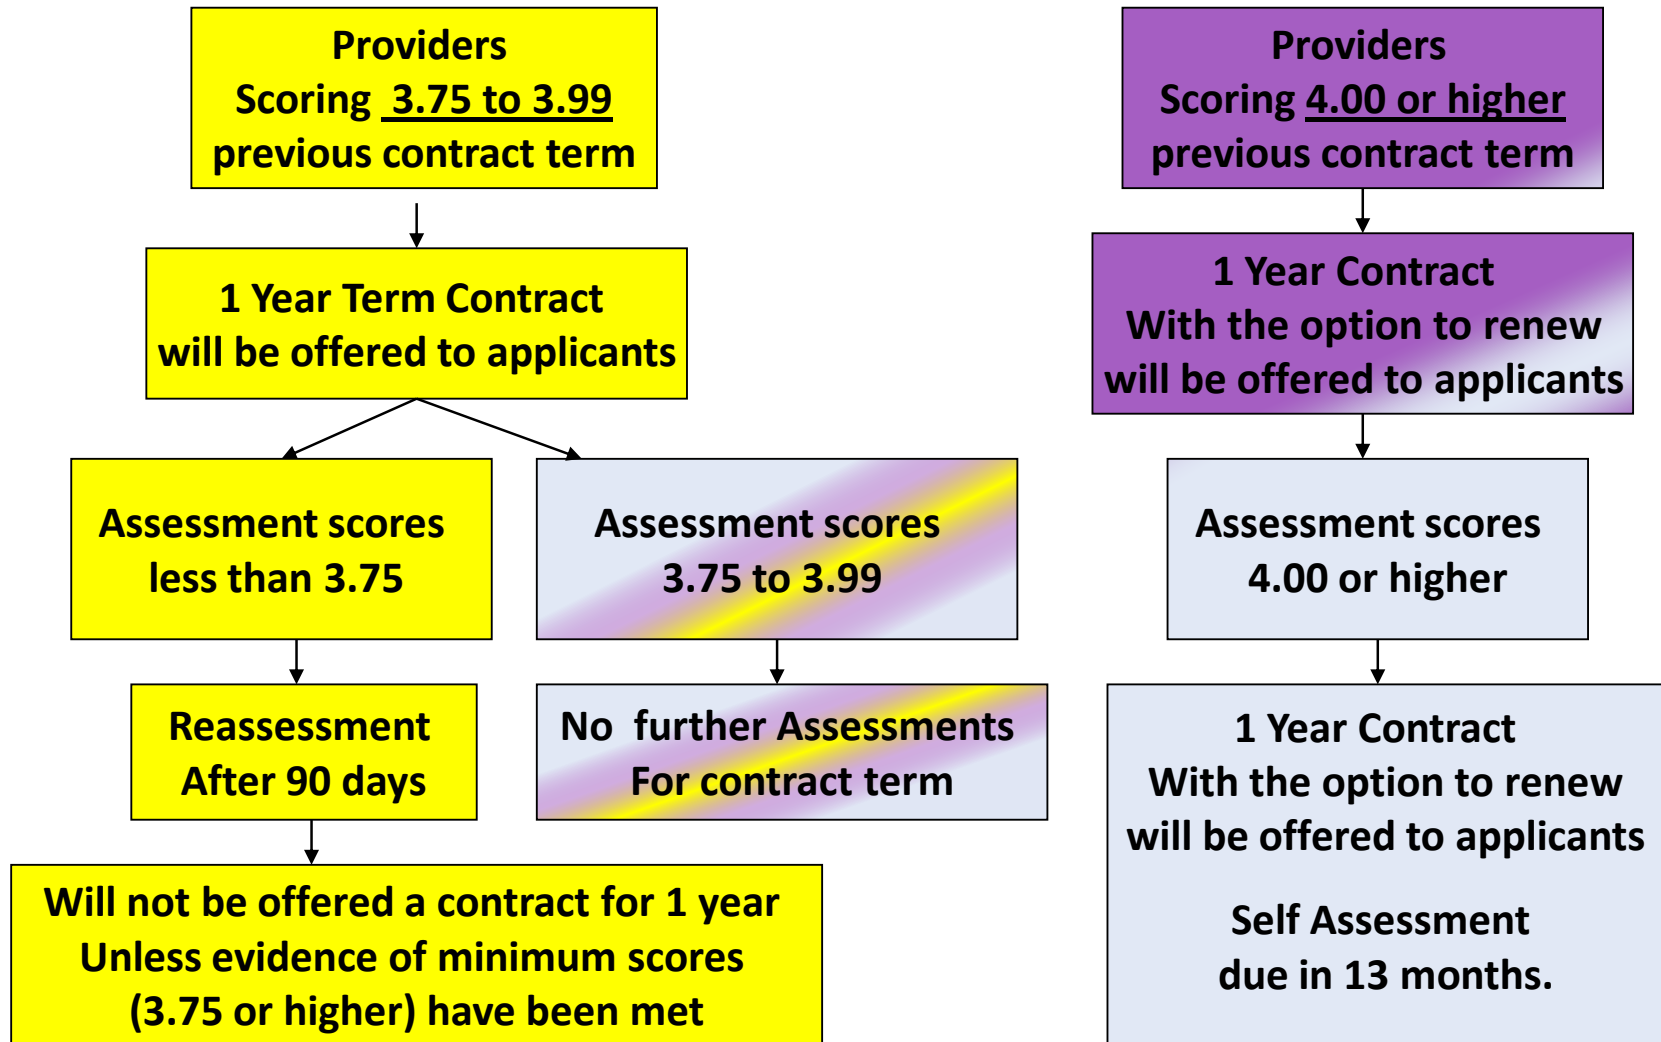 Providers
Scoring 3.75 to 3.99
previous contract term
1 Year Term Contract
will be offered to applicants
Assessment scores
less than 3.75
Assessment scores
3.75 to 3.99
Reassessment
After 90 days
No further Assessments
For contract term
Will not be offered a contract for 1 year
Unless evidence of minimum scores
(3.75 or higher) have been met
Providers
Scoring 4.00 or higher
previous contract term
1 Year Contract
With the option to renew
will be offered to applicants
Assessment scores
4.00 or higher
1 Year Contract
With the option to renew
will be offered to applicants
Self Assessment
due in 13 months.